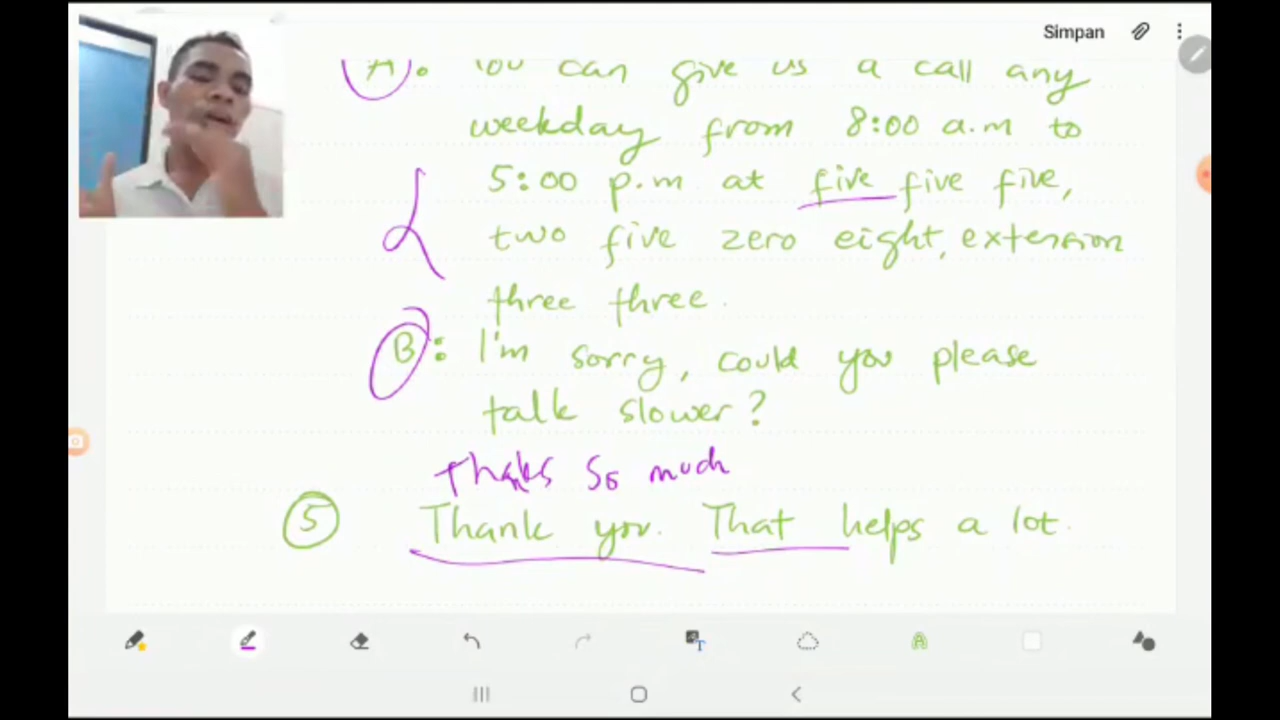 Simpan
A: You can give us a call any
weekday from 8:00 a.m to
5:00 p.m at five five five,
two five zero eight, extension
three three.
B: I'm sorry, could you please
talk slower?
Thanks so much
5 Thank you. That helps a lot.